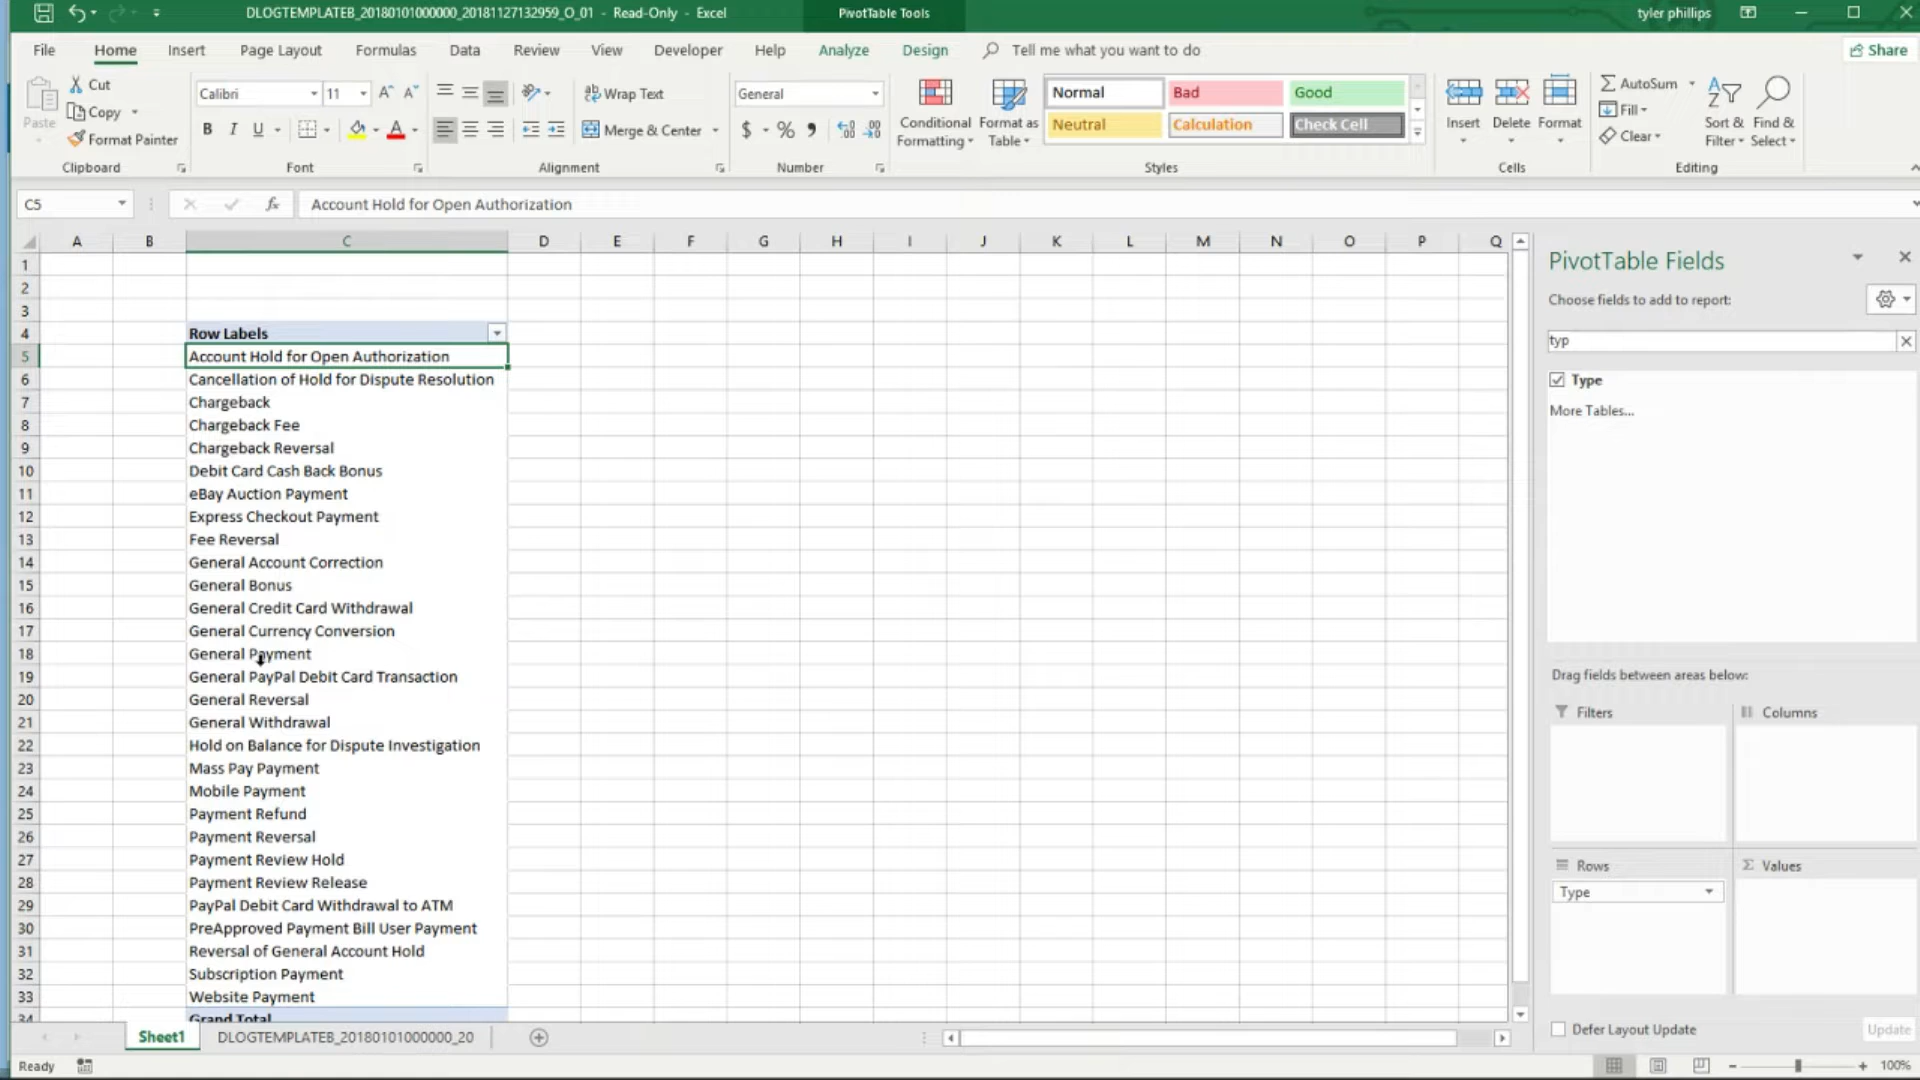 DLOGTEMPLATEB_20180101000000_20181127132959_O_01 - Read-Only - Excel
PivotTable Tools
tyler phillips
File Home Insert Page Layout Formulas Data Review View Developer Help Analyze Design Tell me what you want to do Share
Paste
Cut
Copy
Format Painter
Clipboard
Calibri 11
B I U
Font
Wrap Text
Merge & Center
Alignment
General
$ % ,
Number
Conditional Formatting
Format as Table
Normal Bad Good
Neutral Calculation Check Cell
Styles
Insert Delete Format
Cells
AutoSum
Fill
Clear
Sort & Filter
Find & Select
Editing
C5
fx
Account Hold for Open Authorization
A B C D E F G H I J K L M N O P Q
1
2
3
4 Row Labels
5 Account Hold for Open Authorization
6 Cancellation of Hold for Dispute Resolution
7 Chargeback
8 Chargeback Fee
9 Chargeback Reversal
10 Debit Card Cash Back Bonus
11 eBay Auction Payment
12 Express Checkout Payment
13 Fee Reversal
14 General Account Correction
15 General Bonus
16 General Credit Card Withdrawal
17 General Currency Conversion
18 General Payment
19 General PayPal Debit Card Transaction
20 General Reversal
21 General Withdrawal
22 Hold on Balance for Dispute Investigation
23 Mass Pay Payment
24 Mobile Payment
25 Payment Refund
26 Payment Reversal
27 Payment Review Hold
28 Payment Review Release
29 PayPal Debit Card Withdrawal to ATM
30 PreApproved Payment Bill User Payment
31 Reversal of General Account Hold
32 Subscription Payment
33 Website Payment
34 Grand Total
PivotTable Fields
Choose fields to add to report:
typ
Type
More Tables...
Drag fields between areas below:
Filters
Columns
Rows
Σ Values
Type
Defer Layout Update
Update
Sheet1
DLOGTEMPLATEB_20180101000000_20
Ready
100%